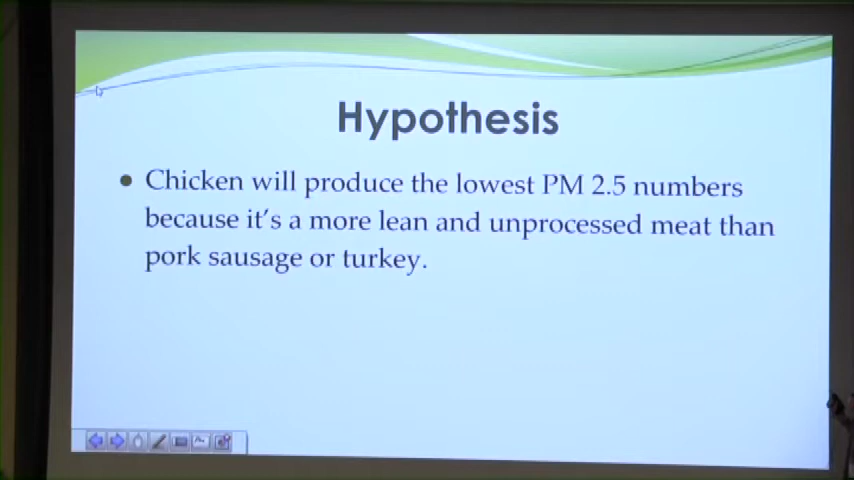 Hypothesis
• Chicken will produce the lowest PM 2.5 numbers
because it's a more lean and unprocessed meat than
pork sausage or turkey.